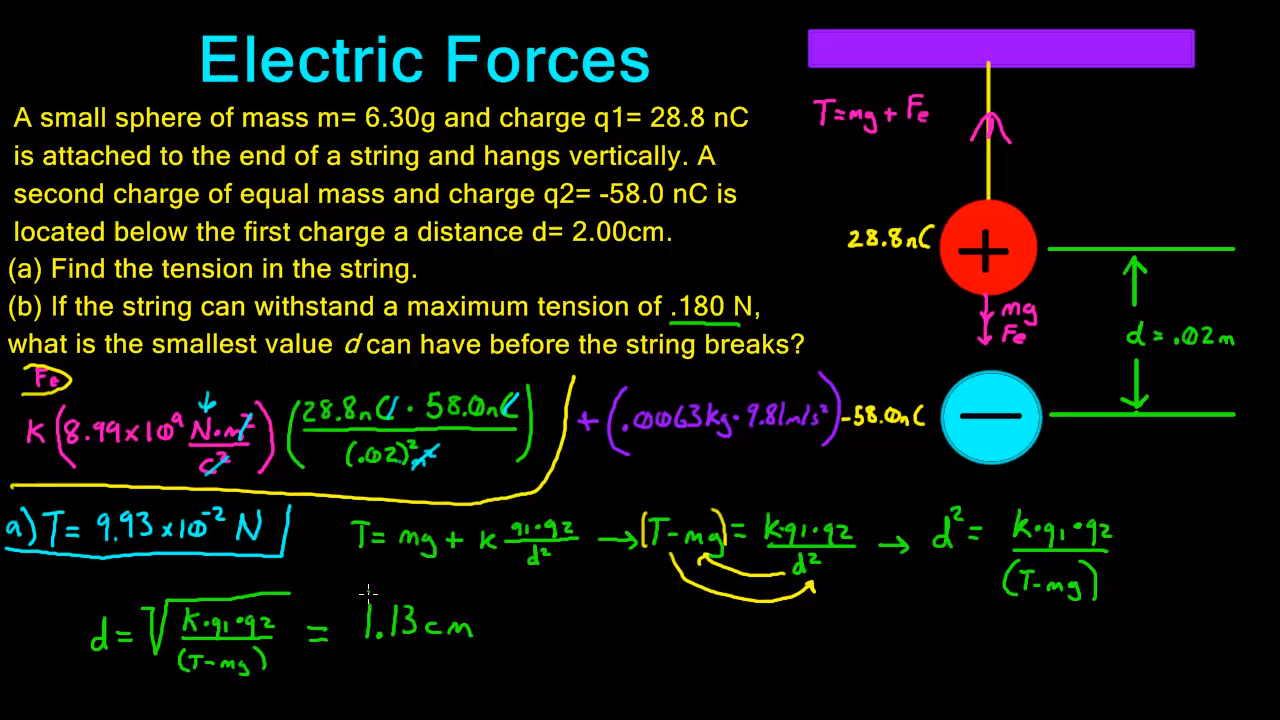 Electric Forces
A small sphere of mass m= 6.30g and charge q1= 28.8 nC
is attached to the end of a string and hangs vertically. A
second charge of equal mass and charge q2= -58.0 nC is
located below the first charge a distance d= 2.00cm.
(a) Find the tension in the string.
(b) If the string can withstand a maximum tension of .180 N,
what is the smallest value d can have before the string breaks?
T=mg + Fe
28.8nC
+
mg
Fe
d = .02m
−
-58.0nC
Fe
K (8.99x10⁹ N·m²/C²) (28.8nC · 58.0nC / (.02)²m²) + (.0063kg · 9.81m/s²)
a) T = 9.93x10⁻² N
T= mg + K q1·q2/d² → (T-mg) = K·q1·q2/d² → d² = K·q1·q2/(T-mg)
d = √(K·q1·q2/(T-mg)) = 1.13cm